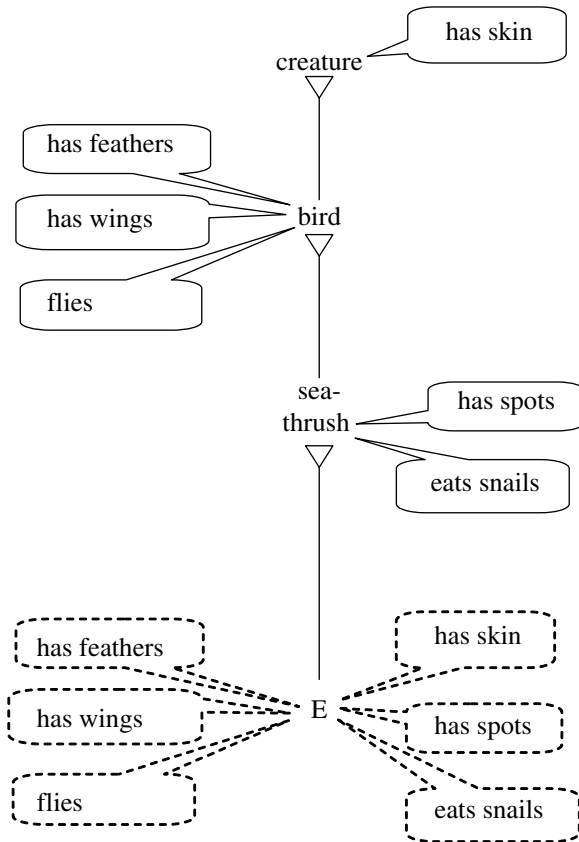 has skin
creature
has feathers
has wings
bird
flies
sea-
thrush
has spots
eats snails
has feathers
has skin
has wings
E
has spots
flies
eats snails